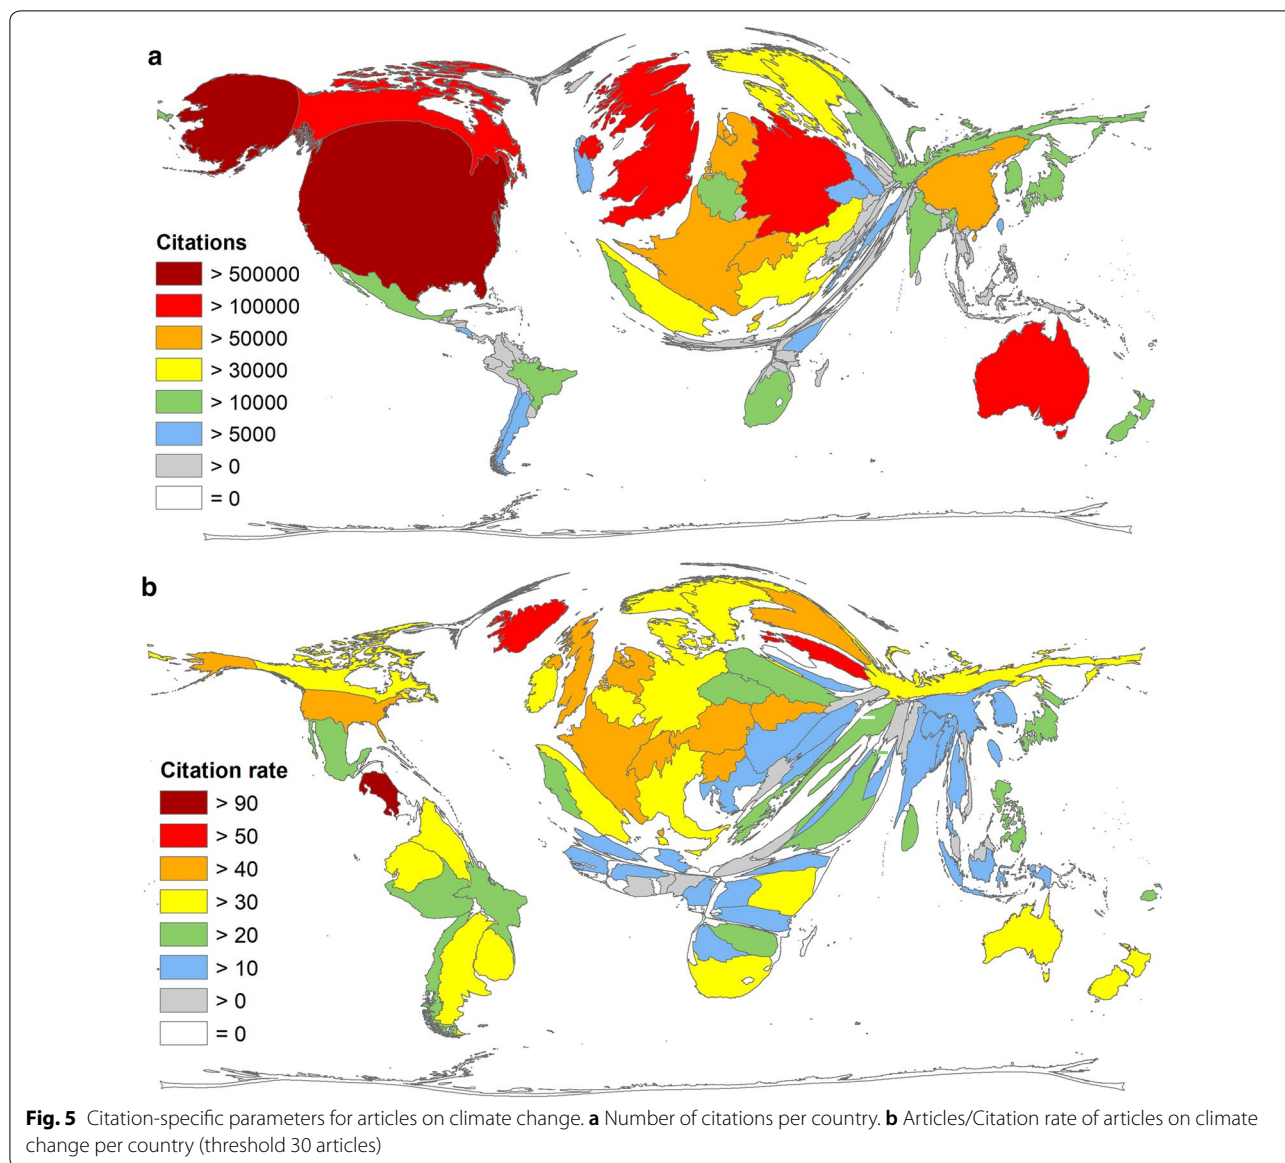 a
Citations
> 500000
> 100000
> 50000
> 30000
> 10000
> 5000
> 0
= 0
b
Citation rate
> 90
> 50
> 40
> 30
> 20
> 10
> 0
= 0
Fig. 5 Citation-specific parameters for articles on climate change. a Number of citations per country. b Articles/Citation rate of articles on climate
change per country (threshold 30 articles)